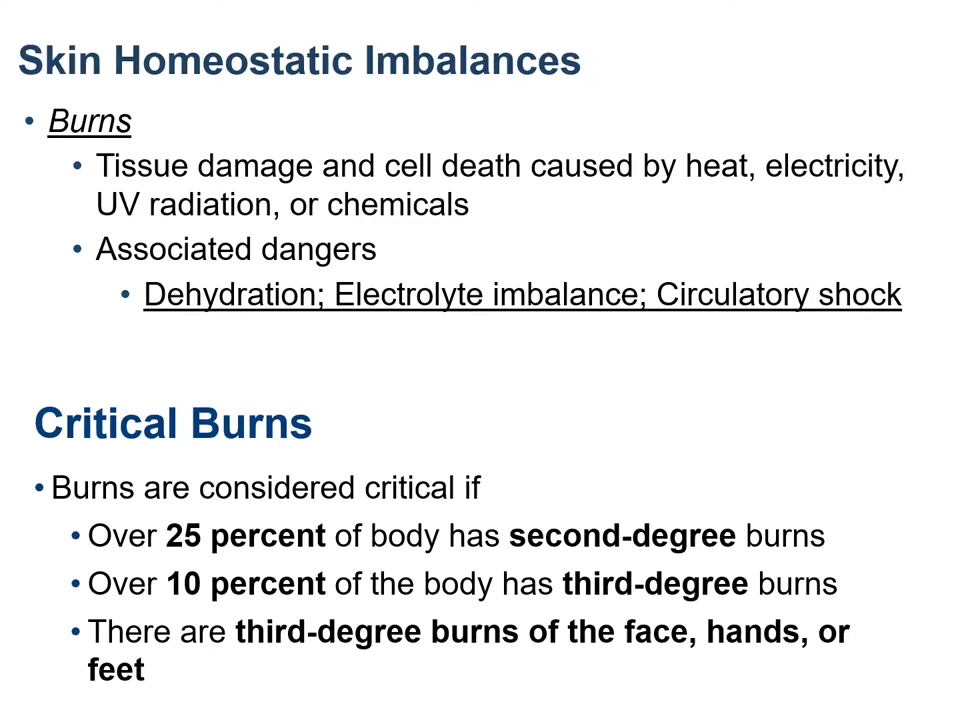 Skin Homeostatic Imbalances
• Burns
• Tissue damage and cell death caused by heat, electricity,
UV radiation, or chemicals
• Associated dangers
• Dehydration; Electrolyte imbalance; Circulatory shock
Critical Burns
• Burns are considered critical if
• Over 25 percent of body has second-degree burns
• Over 10 percent of the body has third-degree burns
• There are third-degree burns of the face, hands, or
feet